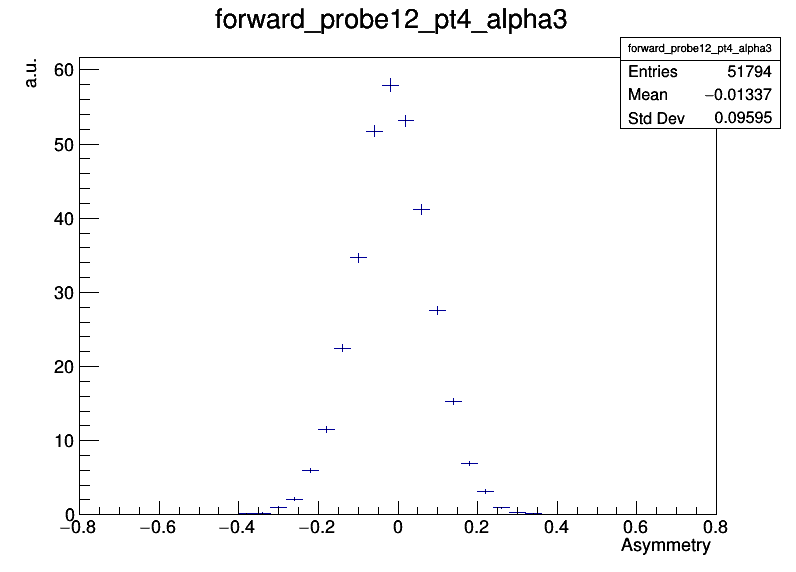 forward_probe12_pt4_alpha3
forward_probe12_pt4_alpha3
Entries 51794
Mean −0.01337
Std Dev 0.09595
a.u.
60
50
40
30
20
10
0
−0.8 −0.6 −0.4 −0.2 0 0.2 0.4 0.6 0.8
Asymmetry